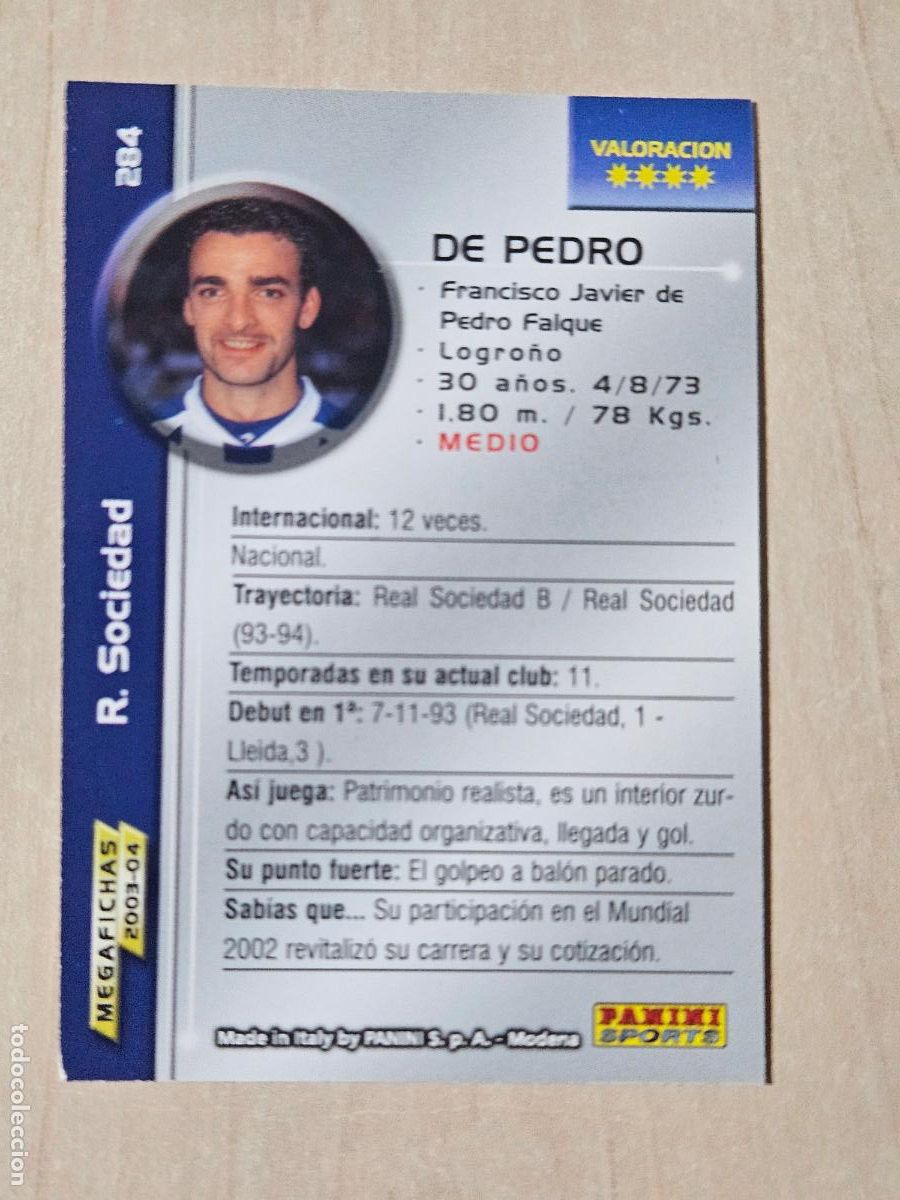 284
R. Sociedad
MEGAFICHAS
2003-04
VALORACION
DE PEDRO
· Francisco Javier de
Pedro Falque
· Logroño
· 30 años. 4/8/73
· 1.80 m. / 78 Kgs.
· MEDIO
Internacional: 12 veces.
Nacional.
Trayectoria: Real Sociedad B / Real Sociedad
(93-94).
Temporadas en su actual club: 11.
Debut en 1ª: 7-11-93 (Real Sociedad, 1 -
Lleida,3 ).
Así juega: Patrimonio realista, es un interior zur-
do con capacidad organizativa, llegada y gol.
Su punto fuerte: El golpeo a balón parado.
Sabías que... Su participación en el Mundial
2002 revitalizó su carrera y su cotización.
Made in Italy by PANINI S. p. A. - Modena
PANINI
SPORTS
todocoleccion